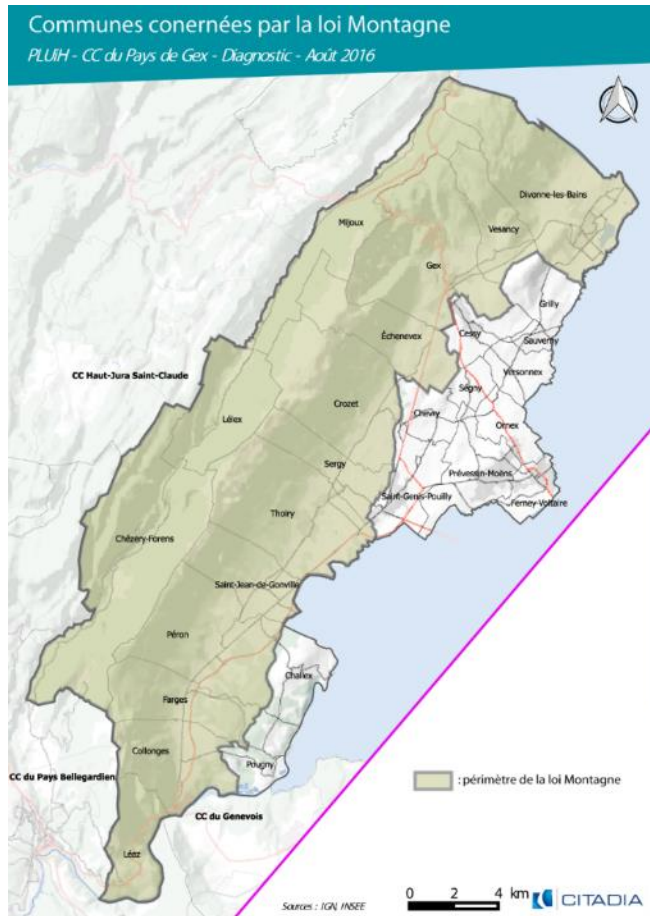 Communes conernées par la loi Montagne
PLUiH - CC du Pays de Gex - Diagnostic - Août 2016
Divonne-les-Bains
Mijoux
Vesancy
Gex
Grilly
Cessy
Échenevex
Sauverny
Versonnex
CC Haut-Jura Saint-Claude
Ségny
Crozet
Chevry
Lélex
Ornex
Sergy
Prévessin-Moëns
Saint-Genis-Pouilly
Ferney-Voltaire
Thoiry
Chézery-Forens
Saint-Jean-de-Gonville
Péron
Challex
Farges
Collonges
Pougny
CC du Pays Bellegardien
: périmètre de la loi Montagne
CC du Genevois
Léaz
Sources : IGN, INSEE
0 2 4 km
CITADIA